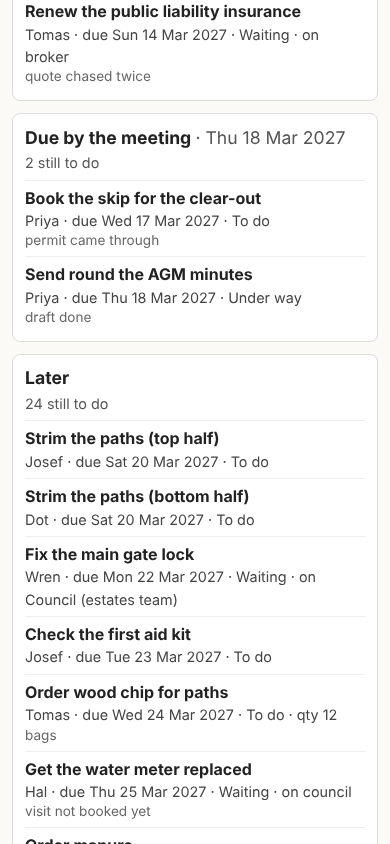 Renew the public liability insurance
Tomas · due Sun 14 Mar 2027 · Waiting · on
broker
quote chased twice
Due by the meeting · Thu 18 Mar 2027
2 still to do
Book the skip for the clear-out
Priya · due Wed 17 Mar 2027 · To do
permit came through
Send round the AGM minutes
Priya · due Thu 18 Mar 2027 · Under way
draft done
Later
24 still to do
Strim the paths (top half)
Josef · due Sat 20 Mar 2027 · To do
Strim the paths (bottom half)
Dot · due Sat 20 Mar 2027 · To do
Fix the main gate lock
Wren · due Mon 22 Mar 2027 · Waiting · on
Council (estates team)
Check the first aid kit
Josef · due Tue 23 Mar 2027 · To do
Order wood chip for paths
Tomas · due Wed 24 Mar 2027 · To do · qty 12
bags
Get the water meter replaced
Hal · due Thu 25 Mar 2027 · Waiting · on council
visit not booked yet
Order manure